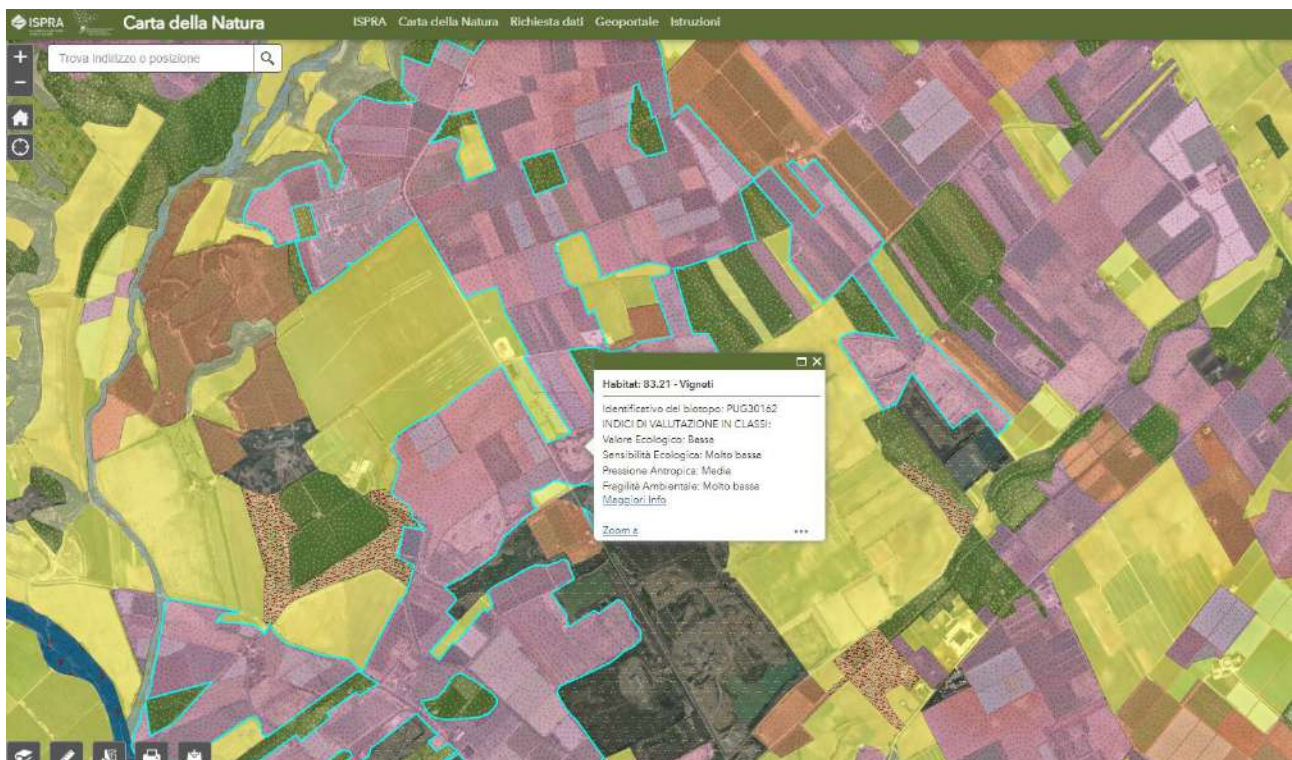 ISPRA Carta della Natura ISPRA Carta della Natura Richiesta dati Geoportale Istruzioni
+ Trova indirizzo o posizione
−
Habitat: 83.21 - Vigneti
Identificativo del biotopo: PUG30162
INDICI DI VALUTAZIONE IN CLASSI:
Valore Ecologico: Bassa
Sensibilità Ecologica: Molto bassa
Pressione Antropica: Media
Fragilità Ambientale: Molto bassa
Maggiori Info
Zoom a